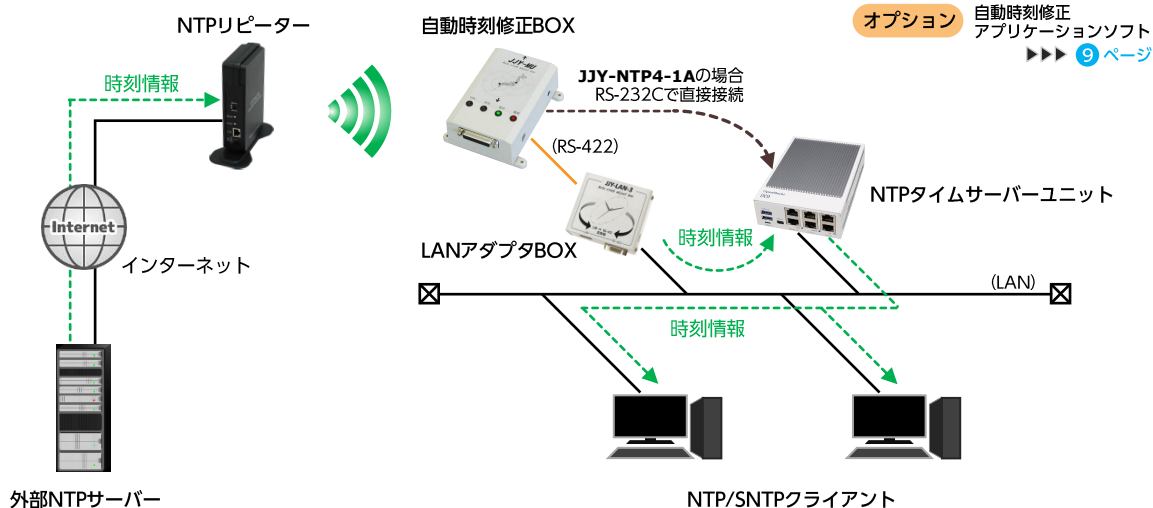 NTPリピーター
自動時刻修正BOX
オプション
自動時刻修正
アプリケーションソフト
▶▶▶ 9 ページ
時刻情報
JJY-MU
JJY-NTP4-1Aの場合
RS-232Cで直接接続
(RS-422)
JJY-LAN-3
NTPタイムサーバーユニット
Internet
インターネット
LANアダプタBOX
時刻情報
(LAN)
時刻情報
外部NTPサーバー
NTP/SNTPクライアント